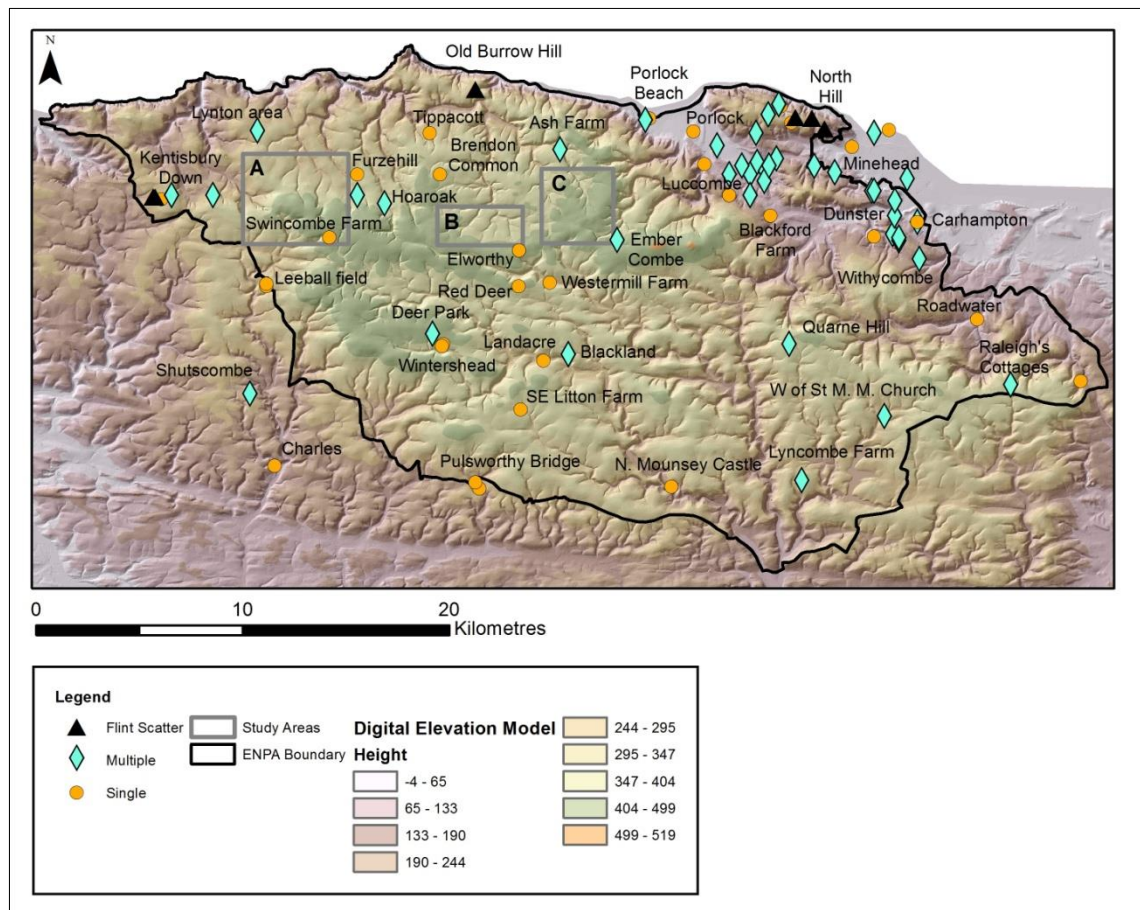 N
Old Burrow Hill
Porlock
Beach
North
Hill
Lynton area
Tippacott
Ash Farm
Porlock
Brendon
Common
Kentisbury
Down
A
Furzehill
C
Minehead
Hoaroak
Luccombe
Swincombe Farm
B
Dunster
Carhampton
Blackford
Farm
Elworthy
Ember
Combe
Withycombe
Leeball field
Red Deer
Westermill Farm
Roadwater
Deer Park
Quarne Hill
Landacre
Blackland
Wintershead
Raleigh's
Cottages
Shutscombe
SE Litton Farm
W of St M. M. Church
Charles
Pulsworthy Bridge
N. Mounsey Castle
Lyncombe Farm
0 10 20
Kilometres
Legend
Flint Scatter
Multiple
Single
Study Areas
ENPA Boundary
Digital Elevation Model
Height
-4 - 65
65 - 133
133 - 190
190 - 244
244 - 295
295 - 347
347 - 404
404 - 499
499 - 519